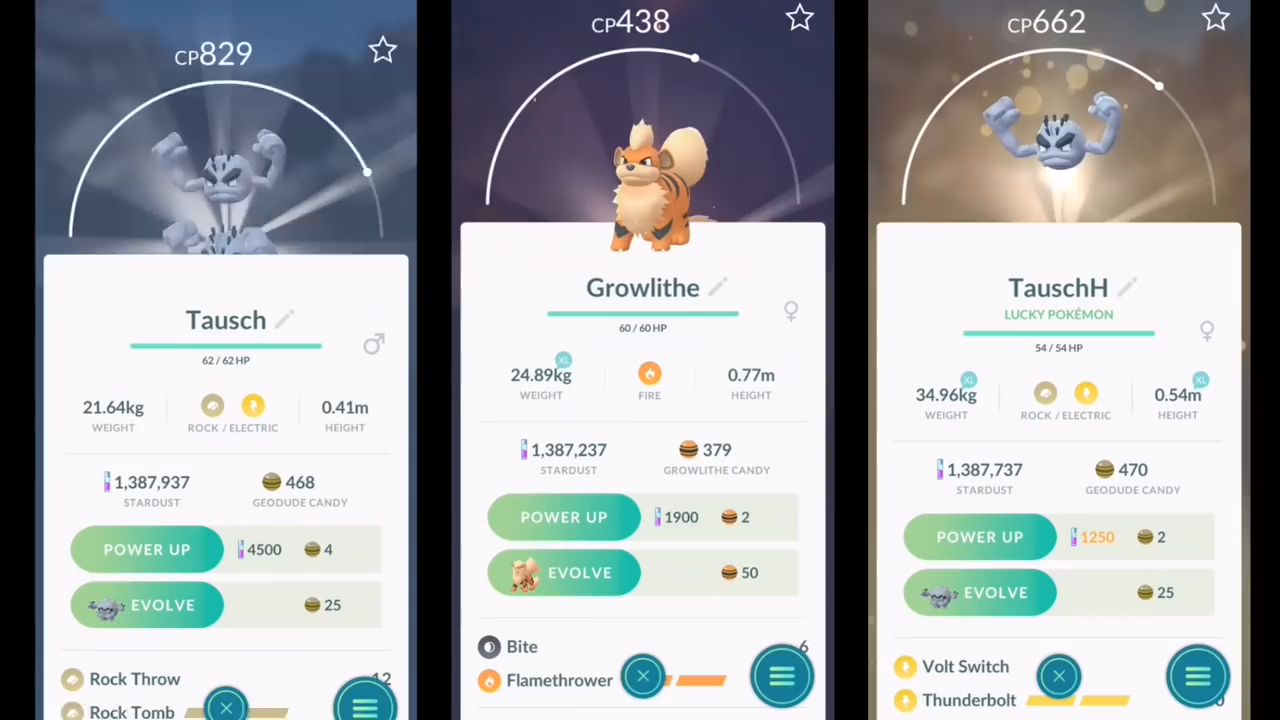 CP829
Tausch
62 / 62 HP
21.64kg
WEIGHT
ROCK / ELECTRIC
0.41m
HEIGHT
1,387,937
STARDUST
468
GEODUDE CANDY
POWER UP
4500
4
EVOLVE
25
Rock Throw
12
Rock Tomb
CP438
Growlithe
60 / 60 HP
XL
24.89kg
WEIGHT
FIRE
0.77m
HEIGHT
1,387,237
STARDUST
379
GROWLITHE CANDY
POWER UP
1900
2
EVOLVE
50
Bite
6
Flamethrower
CP662
TauschH
LUCKY POKÉMON
54 / 54 HP
XL
34.96kg
WEIGHT
ROCK / ELECTRIC
XL
0.54m
HEIGHT
1,387,737
STARDUST
470
GEODUDE CANDY
POWER UP
1250
2
EVOLVE
25
Volt Switch
Thunderbolt